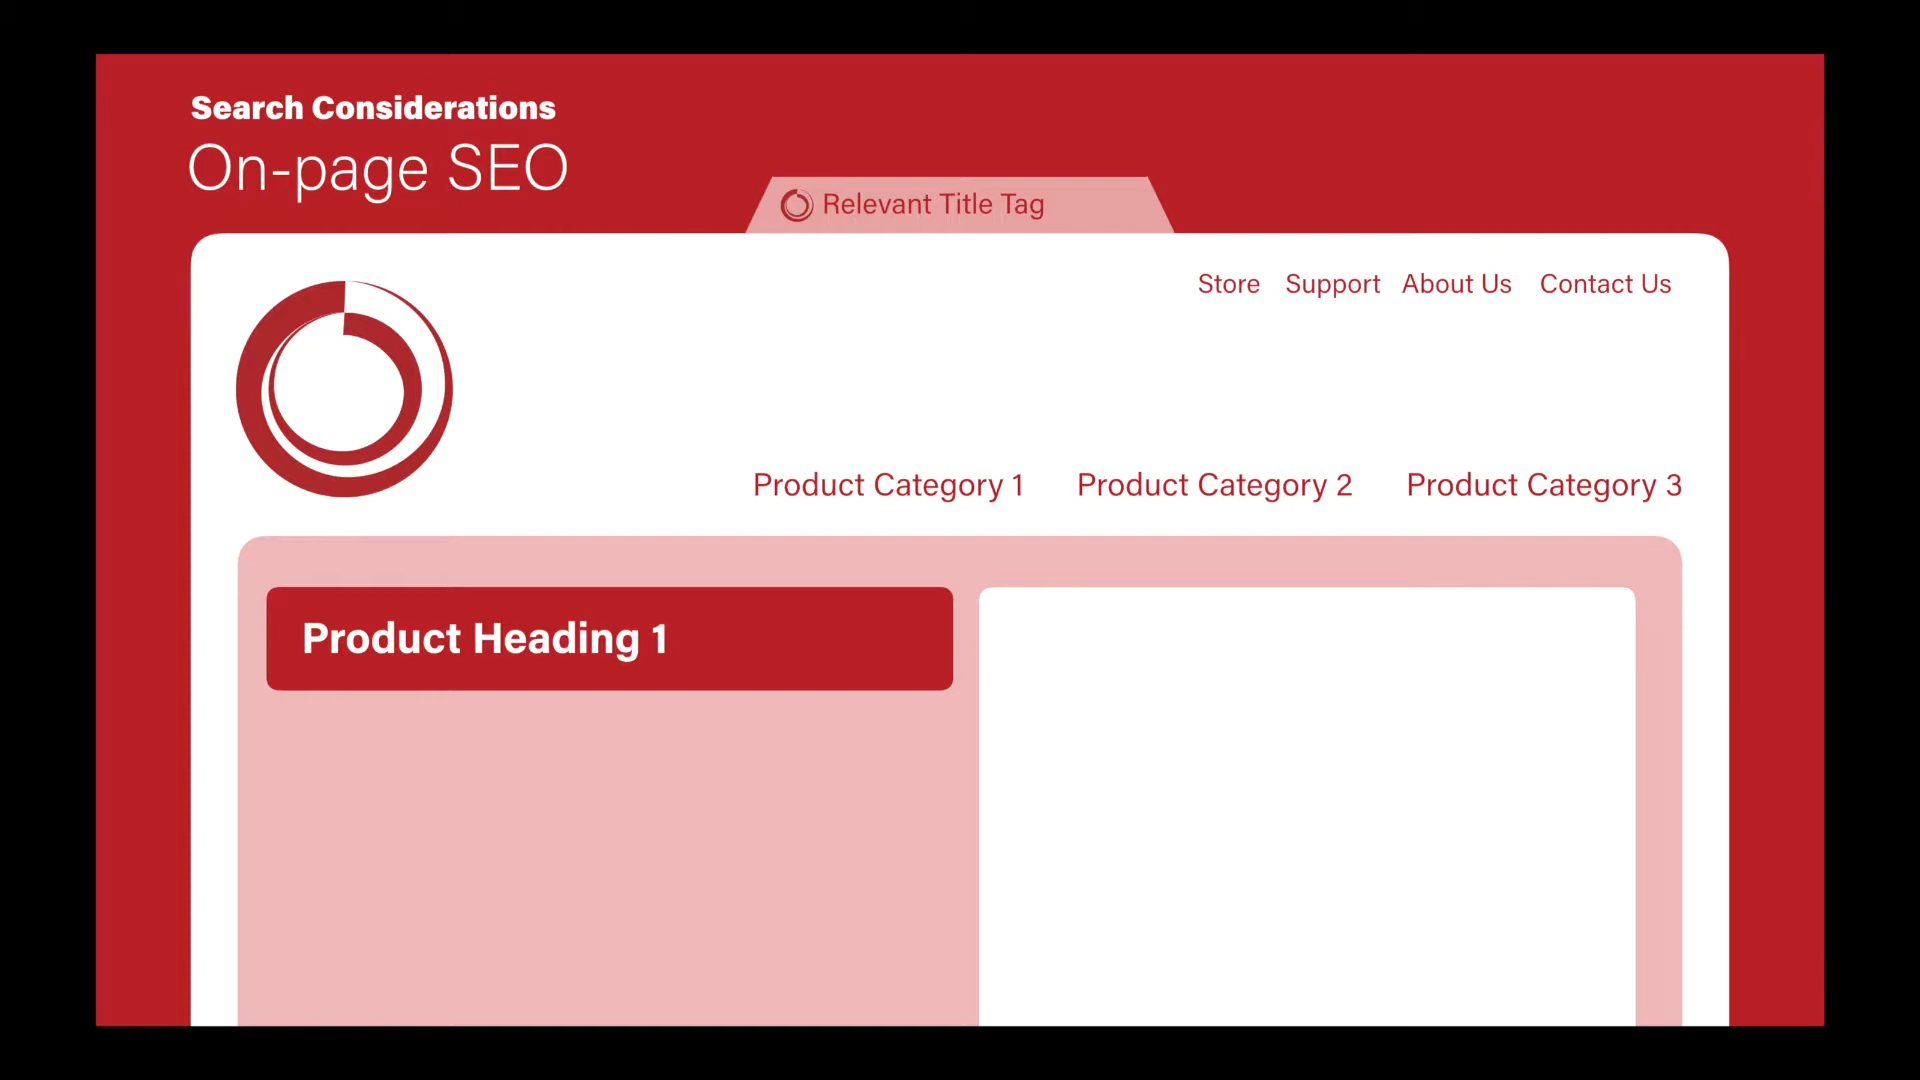 Search Considerations
On-page SEO
Relevant Title Tag
Store Support About Us Contact Us
Product Category 1 Product Category 2 Product Category 3
Product Heading 1